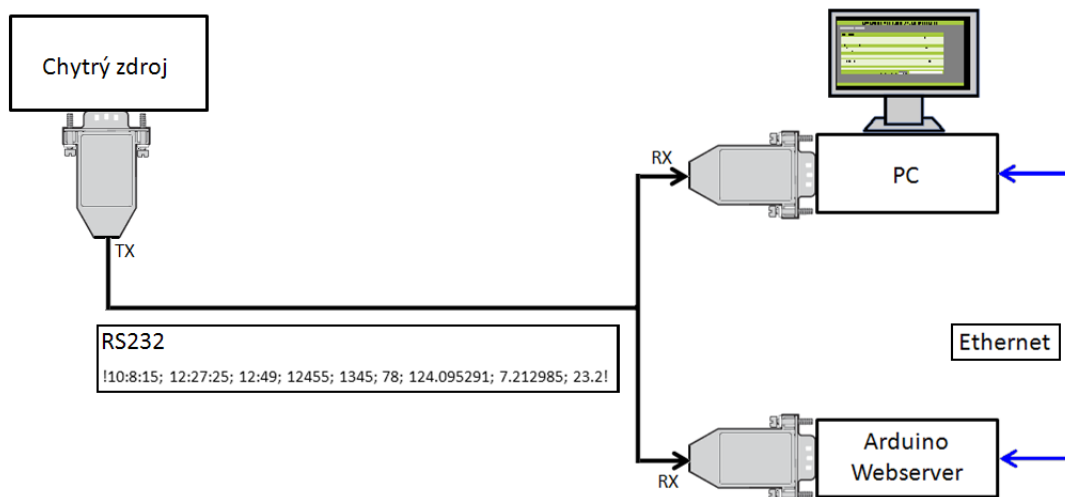 Chytrý zdroj
TX
RX
PC
RS232
!10:8:15; 12:27:25; 12:49; 12455; 1345; 78; 124.095291; 7.212985; 23.2!
Ethernet
RX
Arduino
Webserver